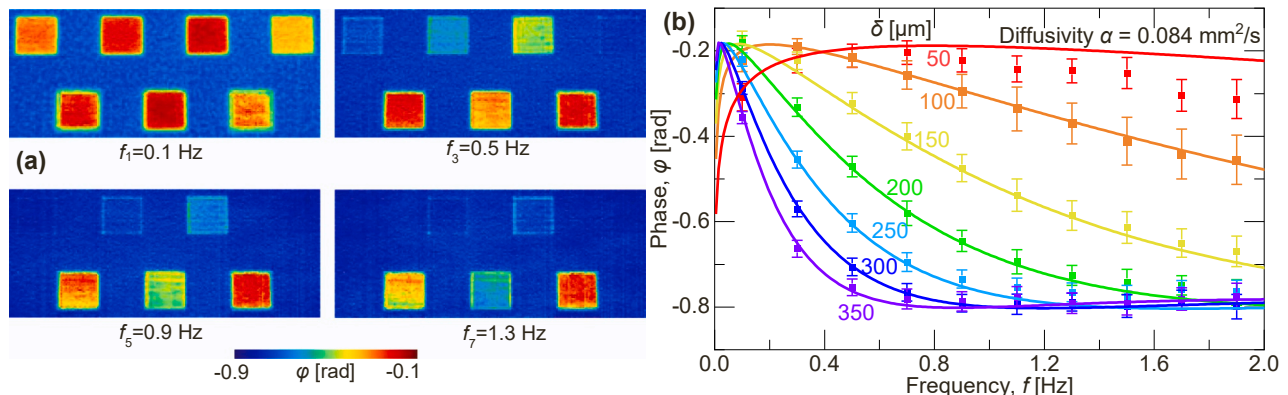 (a)
f₁=0.1 Hz
f₃=0.5 Hz
f₅=0.9 Hz
f₇=1.3 Hz
-0.9
φ [rad]
-0.1
(b)
δ [µm]
Diffusivity α = 0.084 mm²/s
50
100
150
200
250
300
350
Phase, φ [rad]
-0.2
-0.4
-0.6
-0.8
0.0
0.4
0.8
1.2
1.6
2.0
Frequency, f [Hz]